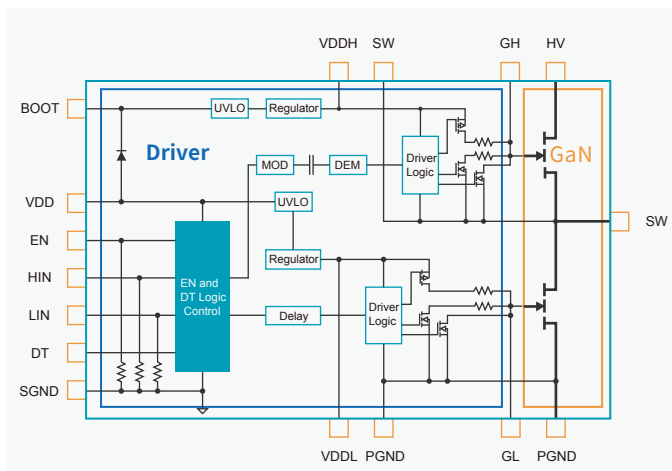 VDDH
SW
GH
HV
BOOT
UVLO
Regulator
Driver
MOD
DEM
Driver
Logic
GaN
VDD
UVLO
SW
EN
Regulator
HIN
EN and
DT Logic
Control
LIN
Delay
Driver
Logic
DT
SGND
VDDL
PGND
GL
PGND